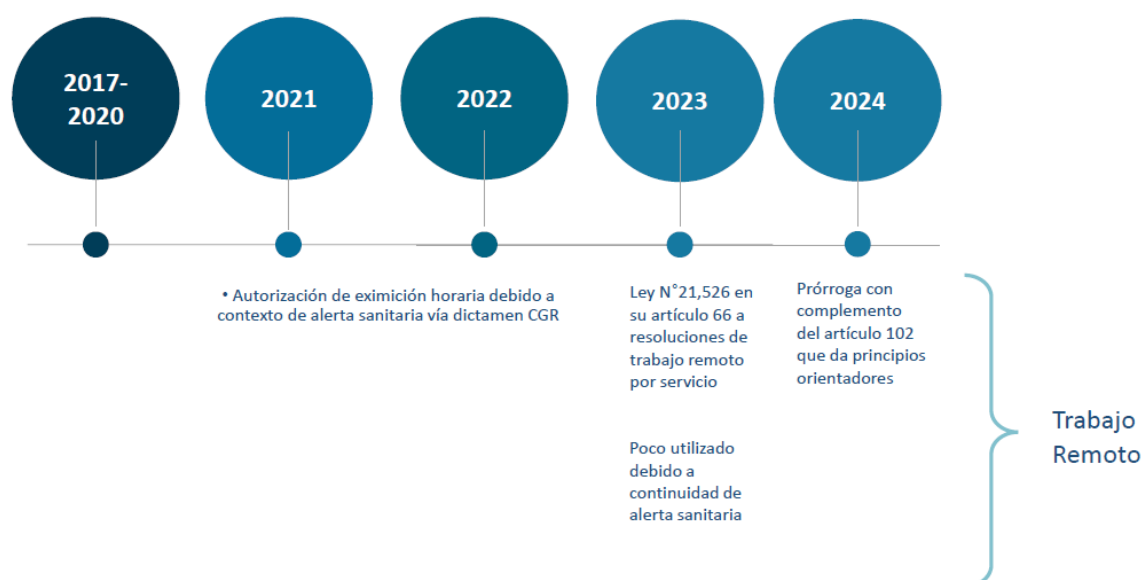 2017-
2020
2021
2022
2023
2024
• Autorización de eximición horaria debido a
contexto de alerta sanitaria vía dictamen CGR
Ley N°21,526 en
su artículo 66 a
resoluciones de
trabajo remoto
por servicio
Poco utilizado
debido a
continuidad de
alerta sanitaria
Prórroga con
complemento
del artículo 102
que da principios
orientadores
Trabajo
Remoto